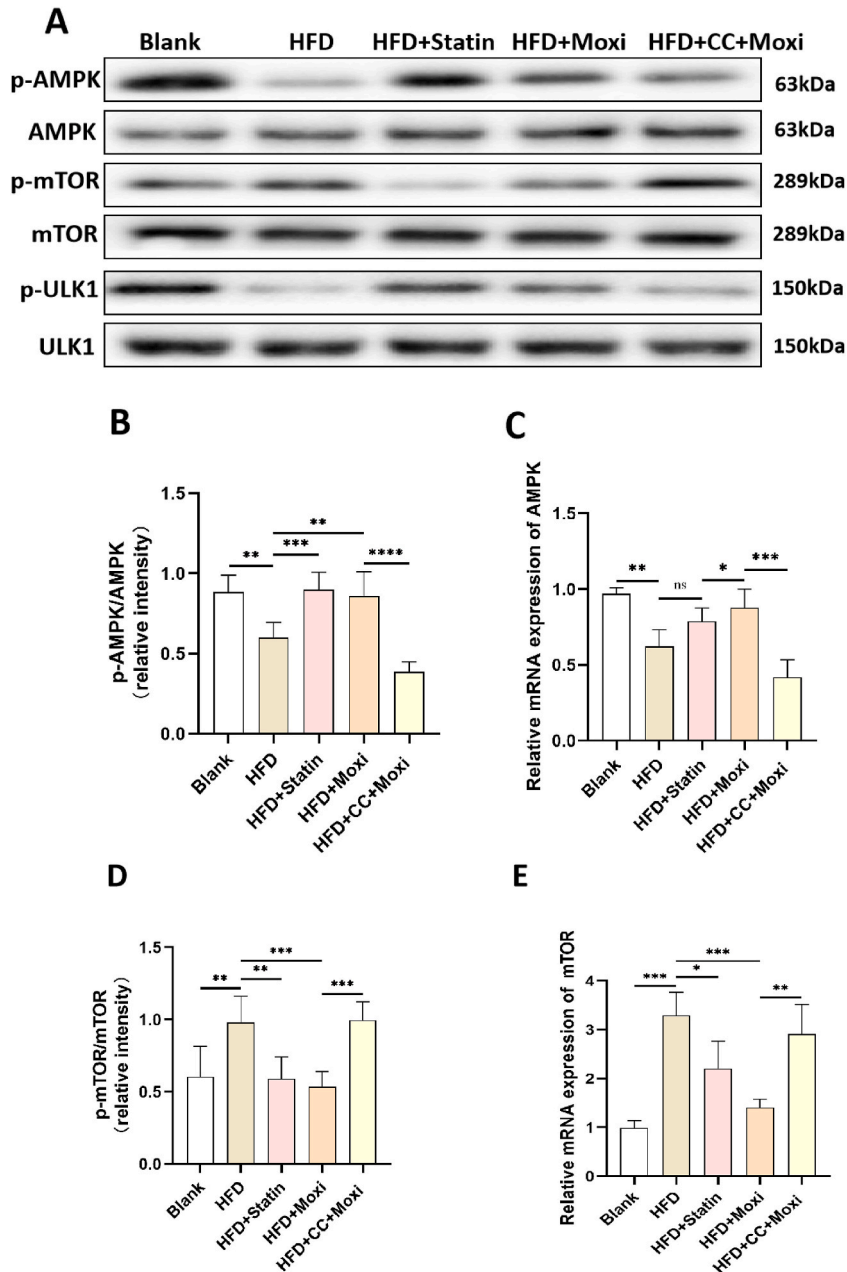 A
Blank HFD HFD+Statin HFD+Moxi HFD+CC+Moxi
p-AMPK 63kDa
AMPK 63kDa
p-mTOR 289kDa
mTOR 289kDa
p-ULK1 150kDa
ULK1 150kDa
B
p-AMPK/AMPK
(relative intensity)
1.5
1.0
0.5
0.0
**
*** 
** ****
Blank
HFD
HFD+Statin
HFD+Moxi
HFD+CC+Moxi
C
Relative mRNA expression of AMPK
1.5
1.0
0.5
0.0
** ns * ***
Blank
HFD
HFD+Statin
HFD+Moxi
HFD+CC+Moxi
D
p-mTOR/mTOR
(relative intensity)
1.5
1.0
0.5
0.0
***
** ** ***
Blank
HFD
HFD+Statin
HFD+Moxi
HFD+CC+Moxi
E
Relative mRNA expression of mTOR
4
3
2
1
0
***
*** * **
Blank
HFD
HFD+Statin
HFD+Moxi
HFD+CC+Moxi